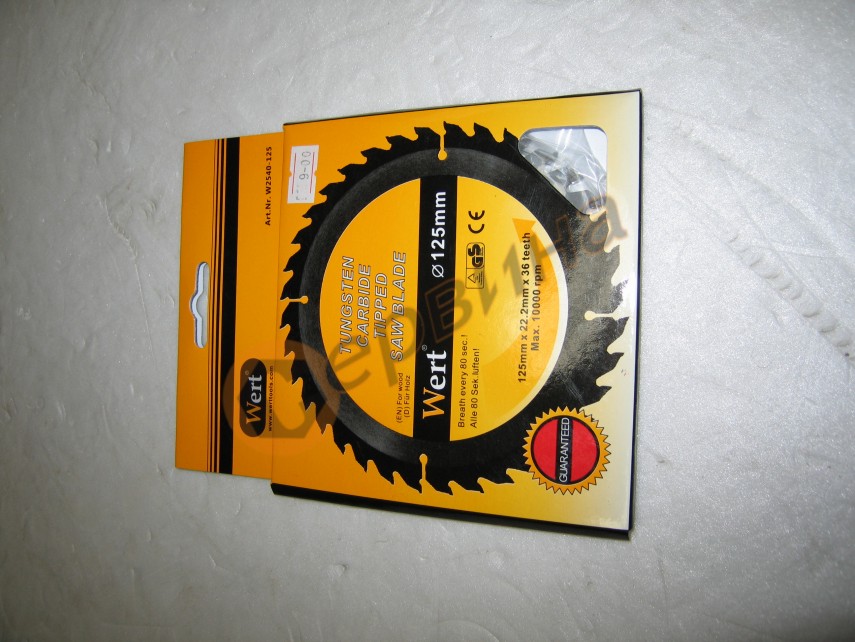 Art.Nr. W2540-125
Wert
www.werttools.com
9-00
TUNGSTEN
CARBIDE
TIPPED
SAW BLADE
Ø125mm
(EN) For wood
(D) Für Holz
Wert®
GS CE
Breath every 80 sec.!
Alle 80 Sek.lüften!
125mm x 22.2mm x 36 teeth
Max. 10000 rpm
GUARANTEED
Сервина